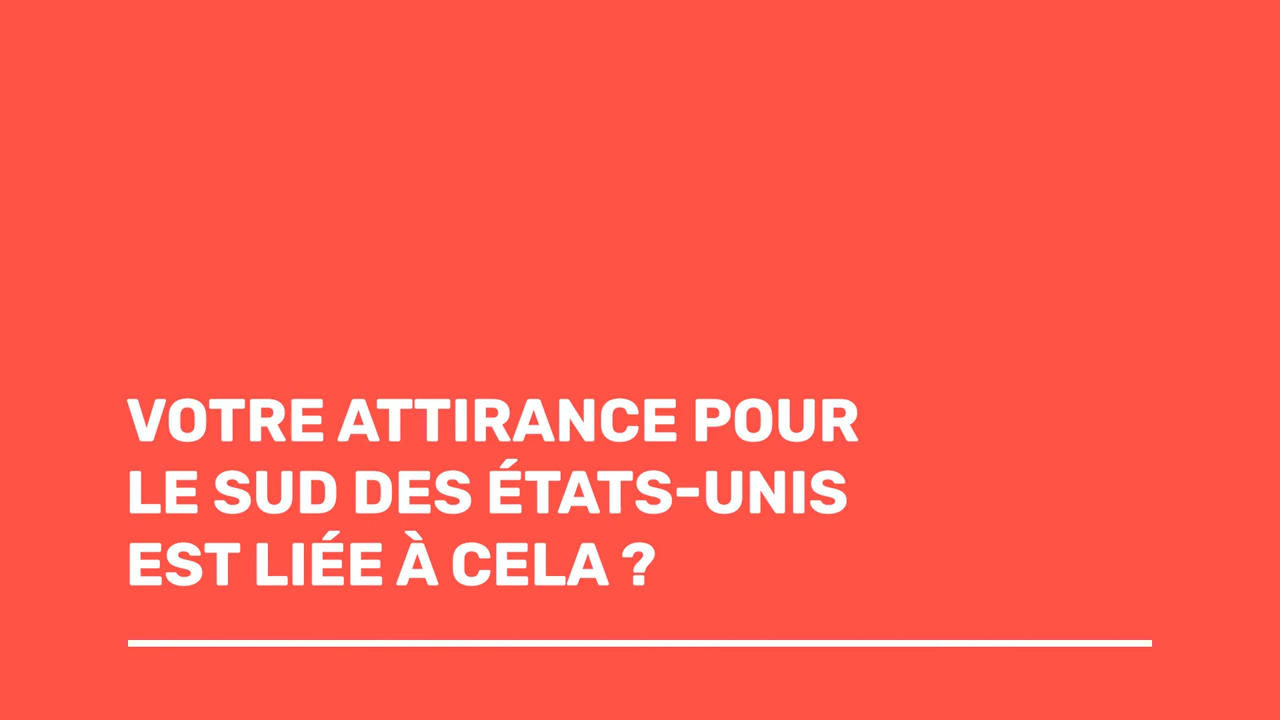 VOTRE ATTIRANCE POUR
LE SUD DES ÉTATS-UNIS
EST LIÉE À CELA ?